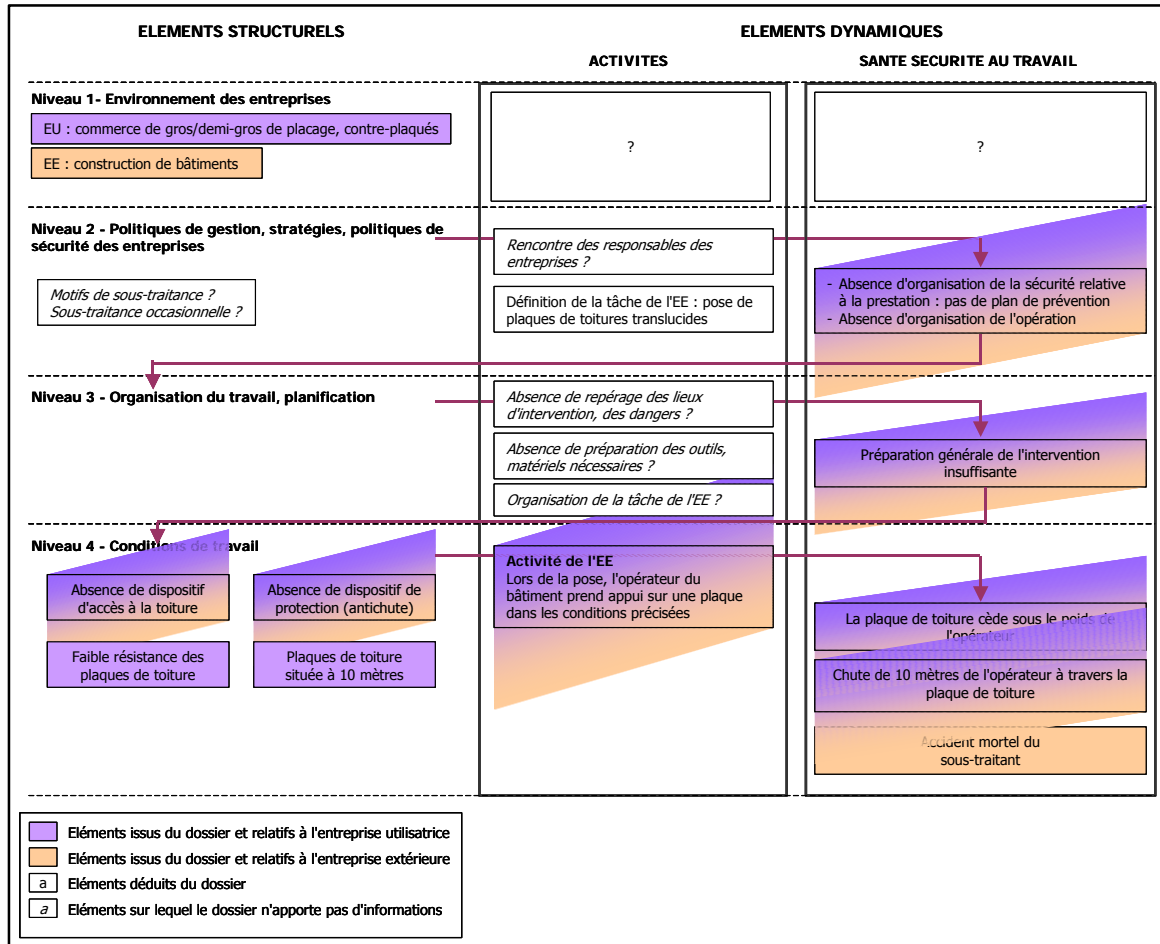 ELEMENTS STRUCTURELS
ELEMENTS DYNAMIQUES
ACTIVITES
SANTE SECURITE AU TRAVAIL
Niveau 1- Environnement des entreprises
EU : commerce de gros/demi-gros de placage, contre-plaqués
EE : construction de bâtiments
?
?
Niveau 2 - Politiques de gestion, stratégies, politiques de
sécurité des entreprises
Motifs de sous-traitance ?
Sous-traitance occasionnelle ?
Rencontre des responsables des
entreprises ?
Définition de la tâche de l'EE : pose de
plaques de toitures translucides
- Absence d'organisation de la sécurité relative
à la prestation : pas de plan de prévention
- Absence d'organisation de l'opération
Niveau 3 - Organisation du travail, planification
Absence de repérage des lieux
d'intervention, des dangers ?
Absence de préparation des outils,
matériels nécessaires ?
Organisation de la tâche de l'EE ?
Préparation générale de l'intervention
insuffisante
Niveau 4 - Conditions de travail
Absence de dispositif
d'accès à la toiture
Absence de dispositif de
protection (antichute)
Faible résistance des
plaques de toiture
Plaques de toiture
située à 10 mètres
Activité de l'EE
Lors de la pose, l'opérateur du
bâtiment prend appui sur une plaque
dans les conditions précisées
La plaque de toiture cède sous le poids de
l'opérateur
Chute de 10 mètres de l'opérateur à travers la
plaque de toiture
Accident mortel du
sous-traitant
Eléments issus du dossier et relatifs à l'entreprise utilisatrice
Eléments issus du dossier et relatifs à l'entreprise extérieure
a Eléments déduits du dossier
a Eléments sur lequel le dossier n'apporte pas d'informations